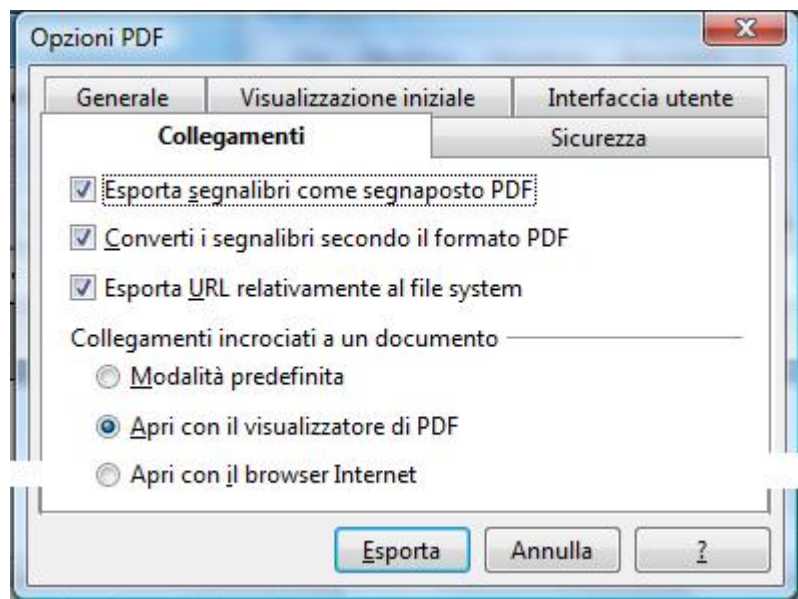 Opzioni PDF
Generale
Visualizzazione iniziale
Interfaccia utente
Collegamenti
Sicurezza
Esporta segnalibri come segnaposto PDF
Converti i segnalibri secondo il formato PDF
Esporta URL relativamente al file system
Collegamenti incrociati a un documento
Modalità predefinita
Apri con il visualizzatore di PDF
Apri con il browser Internet
Esporta
Annulla
?